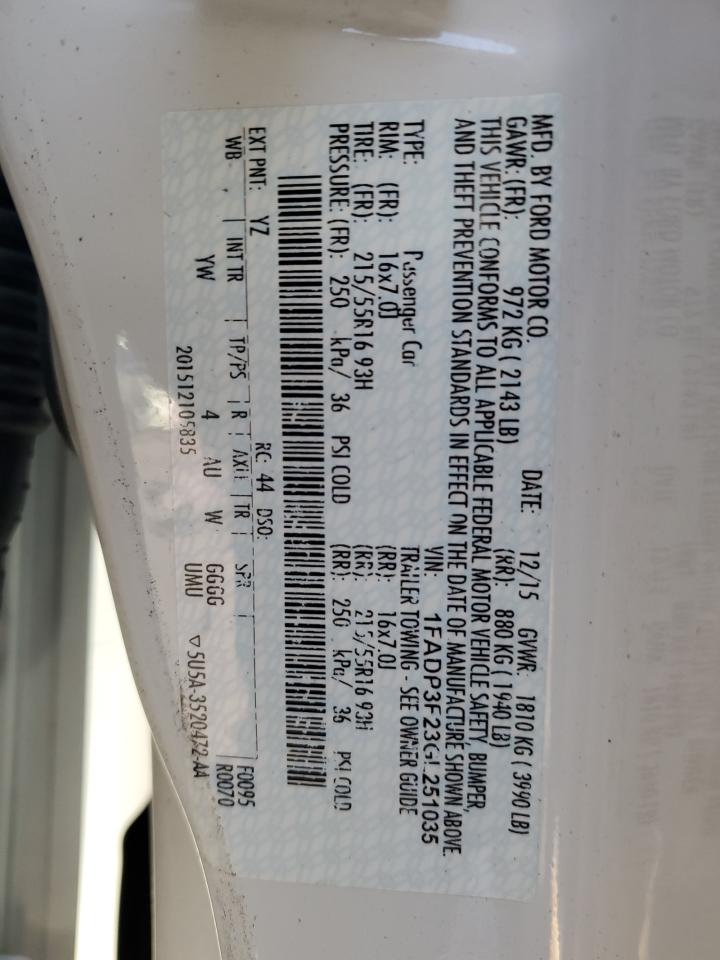 MFD. BY FORD MOTOR CO.
DATE: 12/15 GVWR: 1810 KG ( 3990 LB)
GAWR: (FR): 972 KG ( 2143 LB) (RR): 880 KG ( 1940 LB)
THIS VEHICLE CONFORMS TO ALL APPLICABLE FEDERAL MOTOR VEHICLE SAFETY, BUMPER,
AND THEFT PREVENTION STANDARDS IN EFFECT ON THE DATE OF MANUFACTURE SHOWN ABOVE.
VIN: 1FADP3F23GL251035
TYPE: Passenger Car TRAILER TOWING - SEE OWNER GUIDE
RIM: (FR): 16x7.0J (RR): 16x7.0J
TIRE: (FR): 215/55R16 93H (RR): 215/55R16 93H
PRESSURE: (FR): 250 kPa/ 36 PSI COLD (RR): 250 kPa/ 36 PSI COLD
EXT PNT: YZ RC: 44 DSO: F0095
WB INT TR TP/PS R AXLE TR SPR R0070
YW 4 AU W GGGG
UMU
201512105835 ▽5U5A-3520472-AA